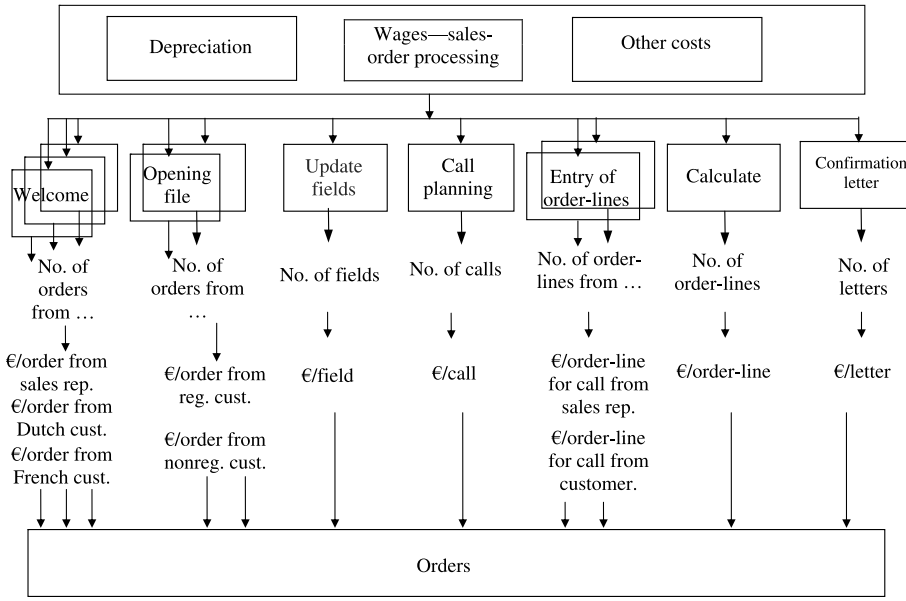 Depreciation
Wages—sales-
order processing
Other costs
Welcome
Opening
file
Update
fields
Call
planning
Entry of
order-lines
Calculate
Confirmation
letter
No. of
orders
from …
No. of
orders from
…
No. of fields
No. of calls
No. of order-
lines from …
No. of
order-lines
No. of
letters
€/order from
sales rep.
€/order from
Dutch cust.
€/order from
French cust.
€/order from
reg. cust.
€/order from
nonreg. cust.
€/field
€/call
€/order-line
for call from
sales rep.
€/order-line
for call from
customer.
€/order-line
€/letter
Orders